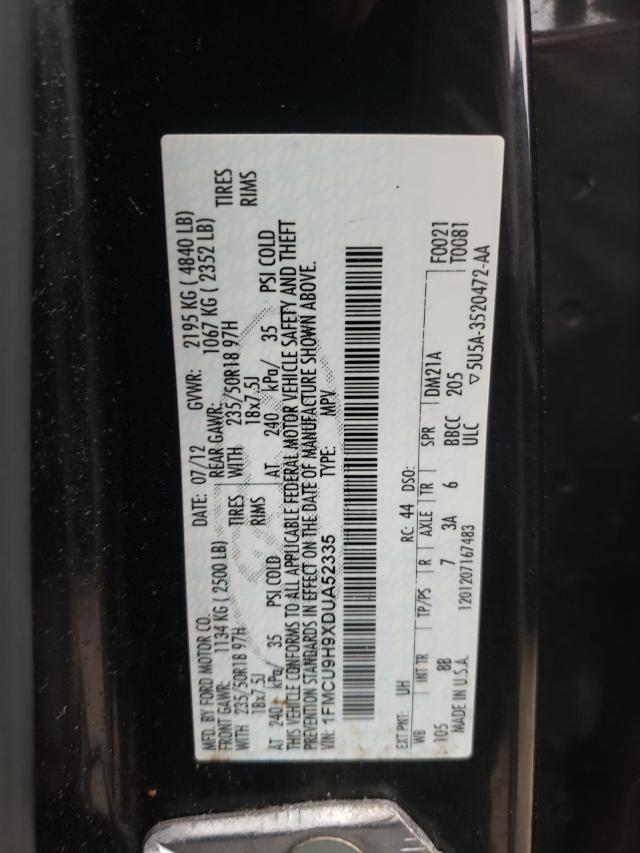 MFD. BY FORD MOTOR CO. DATE: 07/12 GVWR: 2195 KG ( 4840 LB)
FRONT GAWR: 1134 KG ( 2500 LB) REAR GAWR: 1067 KG ( 2352 LB)
WITH 235/50R18 97H TIRES WITH 235/50R18 97H TIRES
18x7.5J RIMS 18x7.5J RIMS
AT 240 kPa/ 35 PSI COLD AT 240 kPa/ 35 PSI COLD
THIS VEHICLE CONFORMS TO ALL APPLICABLE FEDERAL MOTOR VEHICLE SAFETY AND THEFT
PREVENTION STANDARDS IN EFFECT ON THE DATE OF MANUFACTURE SHOWN ABOVE.
VIN: 1FMCU9H9XDUA52335 TYPE: MPV
F0021
T0081
EXT PNT: UH RC: 44 DSO:
WB INT TR TP/PS R AXLE TR SPR DM21A
105 8B 7 3A 6 BBCC 205
MADE IN U.S.A. 1201207167483 ULC ▽5U5A-3520472-AA